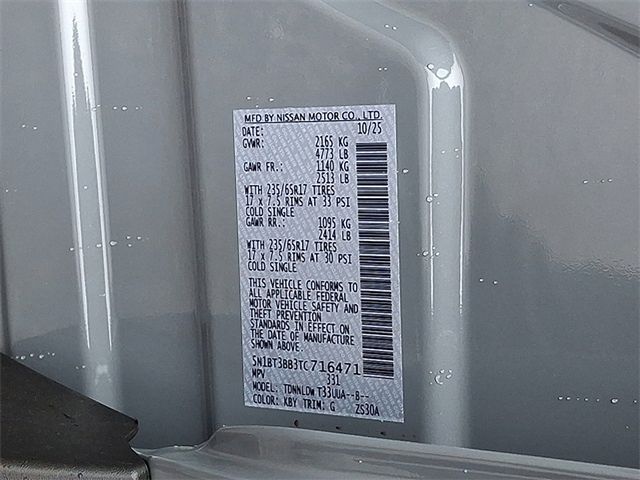 MFD BY NISSAN MOTOR CO., LTD.
DATE: 10/25
GVWR: 2165 KG
4773 LB
GAWR FR.: 1140 KG
2513 LB
WITH 235/65R17 TIRES
17 x 7.5 RIMS AT 33 PSI
COLD SINGLE
GAWR RR.: 1095 KG
2414 LB
WITH 235/65R17 TIRES
17 x 7.5 RIMS AT 30 PSI
COLD SINGLE
THIS VEHICLE CONFORMS TO
ALL APPLICABLE FEDERAL
MOTOR VEHICLE SAFETY AND
THEFT PREVENTION
STANDARDS IN EFFECT ON
THE DATE OF MANUFACTURE
SHOWN ABOVE.
5N1BT3BB3TC716471
MPV 331
MODEL: TDNNLDW T33UUA--B--
COLOR: KBY TRIM: G ZS30A